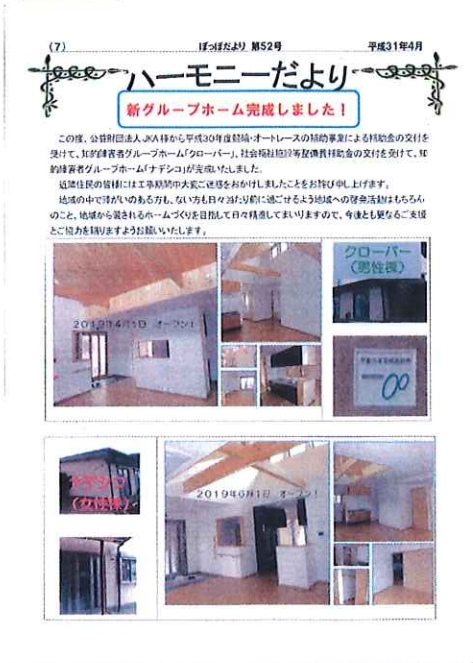 (7)
ぽっぽだより 第52号
平成31年4月
ハーモニーだより
新グループホーム完成しました！
この度、公益財団法人JKA様から平成30年度競輪・オートレースの補助事業による補助金の交付を
受けて、知的障害者グループホーム「クローバー」、社会福祉施設等整備費補助金の交付を受けて、知
的障害者グループホーム「ナデシコ」が完成いたしました。
近隣住民の皆様には工事期間中大変ご迷惑をおかけしましたことをお詫び申し上げます。
地域の中で障がいのある方も、ない方も日々当たり前に過ごせるよう地域への啓発活動はもちろん
のこと、地域から愛されるホームづくりを目指して日々精進してまいりますので、今後とも更なるご支援
とご協力を賜りますようお願いいたします。
2019年4月1日 オープン！
クローバー
(男性棟)
ナデシコ
(女性棟)
2019年6月1日 オープン！